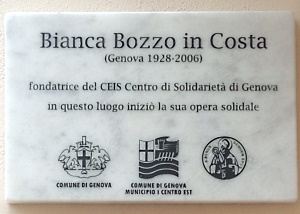 Bianca Bozzo in Costa
(Genova 1928-2006)
fondatrice del CEIS Centro di Solidarietà di Genova
in questo luogo iniziò la sua opera solidale
COMUNE DI GENOVA
COMUNE DI GENOVA
MUNICIPIO I CENTRO EST